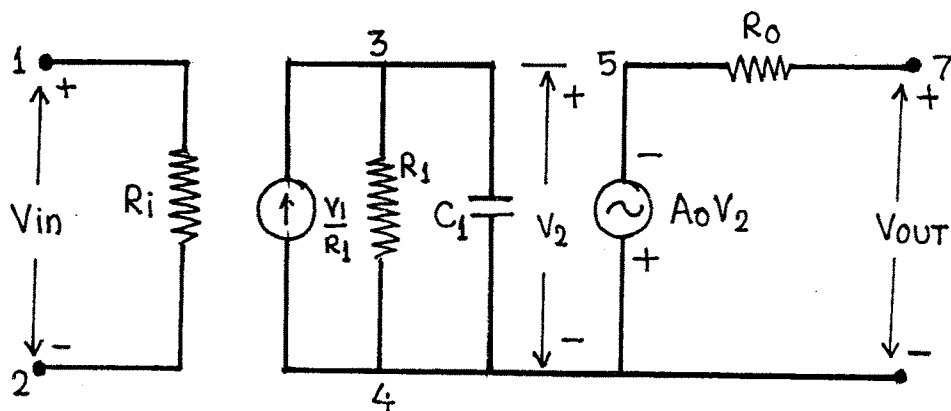 1
+
Vin
-
2
Ri
3
V1
R1
R1
C1
4
+
V2
-
5
-
A0V2
+
R0
7
+
VOUT
-